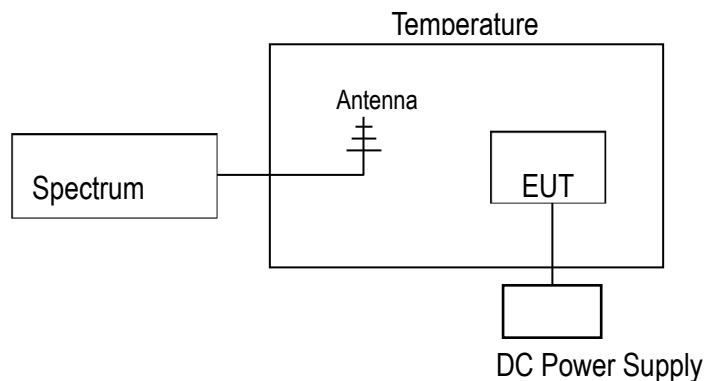 Temperature
Antenna
Spectrum
EUT
DC Power Supply